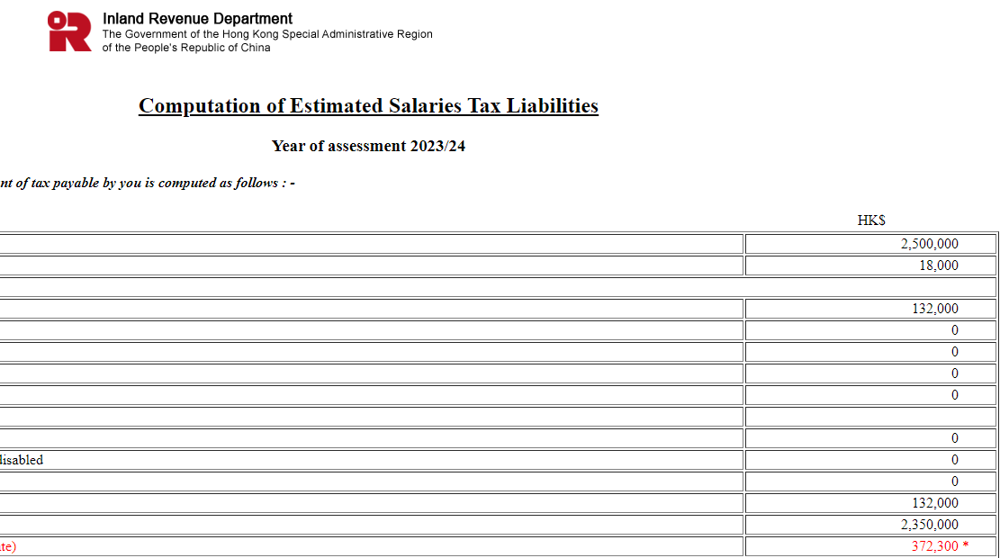 Inland Revenue Department
The Government of the Hong Kong Special Administrative Region
of the People's Republic of China
Computation of Estimated Salaries Tax Liabilities
Year of assessment 2023/24
nt of tax payable by you is computed as follows : -
HK$
2,500,000
18,000
132,000
0
0
0
0
0
disabled 0
0
132,000
2,350,000
te) 372,300 *